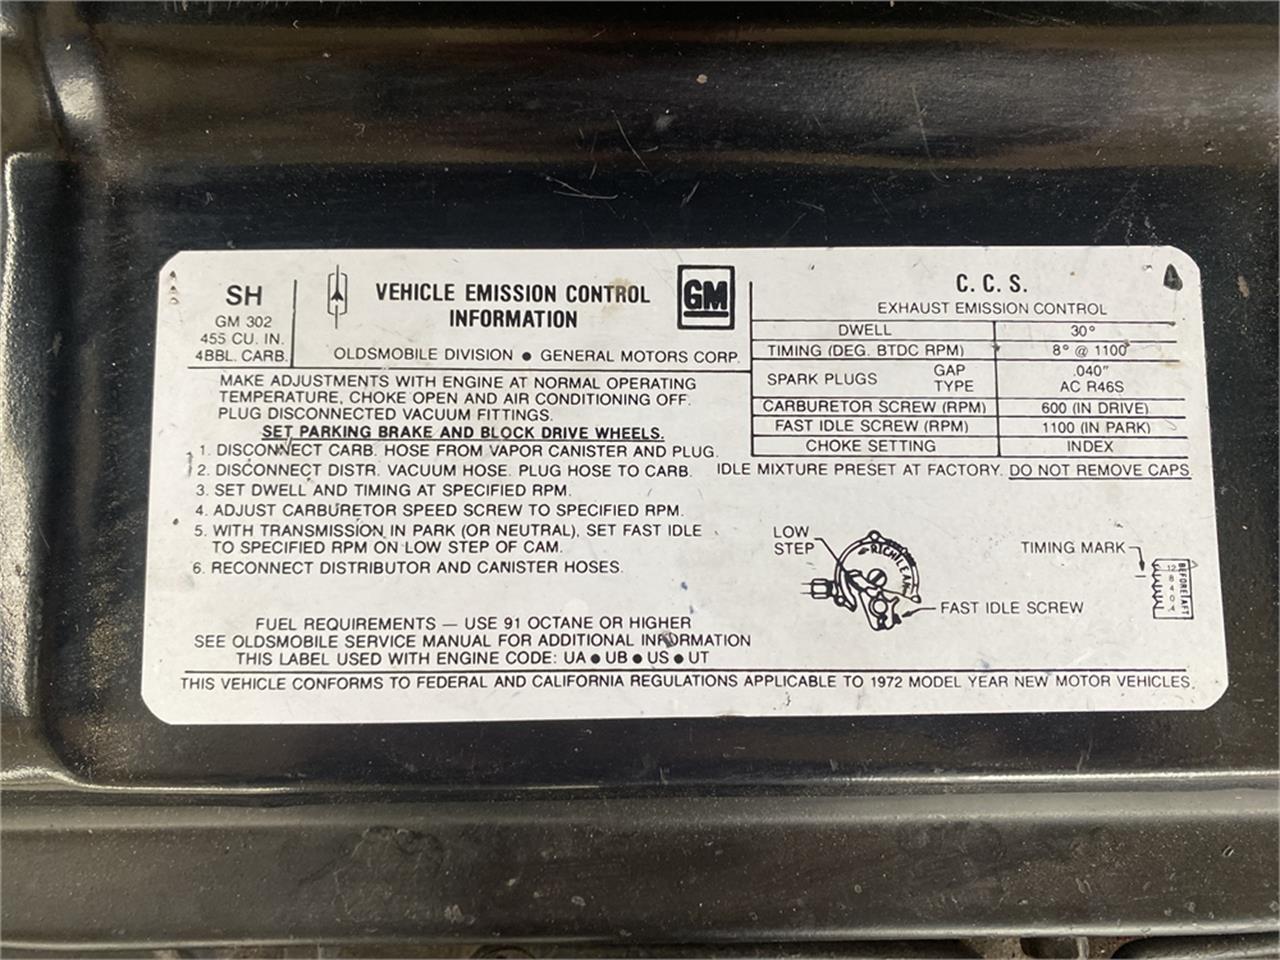 SH
GM 302
455 CU. IN.
4BBL. CARB.
VEHICLE EMISSION CONTROL
INFORMATION
GM
OLDSMOBILE DIVISION ● GENERAL MOTORS CORP.
MAKE ADJUSTMENTS WITH ENGINE AT NORMAL OPERATING
TEMPERATURE, CHOKE OPEN AND AIR CONDITIONING OFF.
PLUG DISCONNECTED VACUUM FITTINGS.
SET PARKING BRAKE AND BLOCK DRIVE WHEELS.
1. DISCONNECT CARB. HOSE FROM VAPOR CANISTER AND PLUG.
2. DISCONNECT DISTR. VACUUM HOSE. PLUG HOSE TO CARB.
3. SET DWELL AND TIMING AT SPECIFIED RPM.
4. ADJUST CARBURETOR SPEED SCREW TO SPECIFIED RPM.
5. WITH TRANSMISSION IN PARK (OR NEUTRAL), SET FAST IDLE
TO SPECIFIED RPM ON LOW STEP OF CAM.
6. RECONNECT DISTRIBUTOR AND CANISTER HOSES.
FUEL REQUIREMENTS — USE 91 OCTANE OR HIGHER
SEE OLDSMOBILE SERVICE MANUAL FOR ADDITIONAL INFORMATION
THIS LABEL USED WITH ENGINE CODE: UA ● UB ● US ● UT
C. C. S.
EXHAUST EMISSION CONTROL
DWELL 30°
TIMING (DEG. BTDC RPM) 8° @ 1100
SPARK PLUGS GAP .040"
TYPE AC R46S
CARBURETOR SCREW (RPM) 600 (IN DRIVE)
FAST IDLE SCREW (RPM) 1100 (IN PARK)
CHOKE SETTING INDEX
IDLE MIXTURE PRESET AT FACTORY. DO NOT REMOVE CAPS.
LOW
STEP
RICH LEAN
FAST IDLE SCREW
TIMING MARK
BEFORE AFT
12
8
4
0
4
THIS VEHICLE CONFORMS TO FEDERAL AND CALIFORNIA REGULATIONS APPLICABLE TO 1972 MODEL YEAR NEW MOTOR VEHICLES.